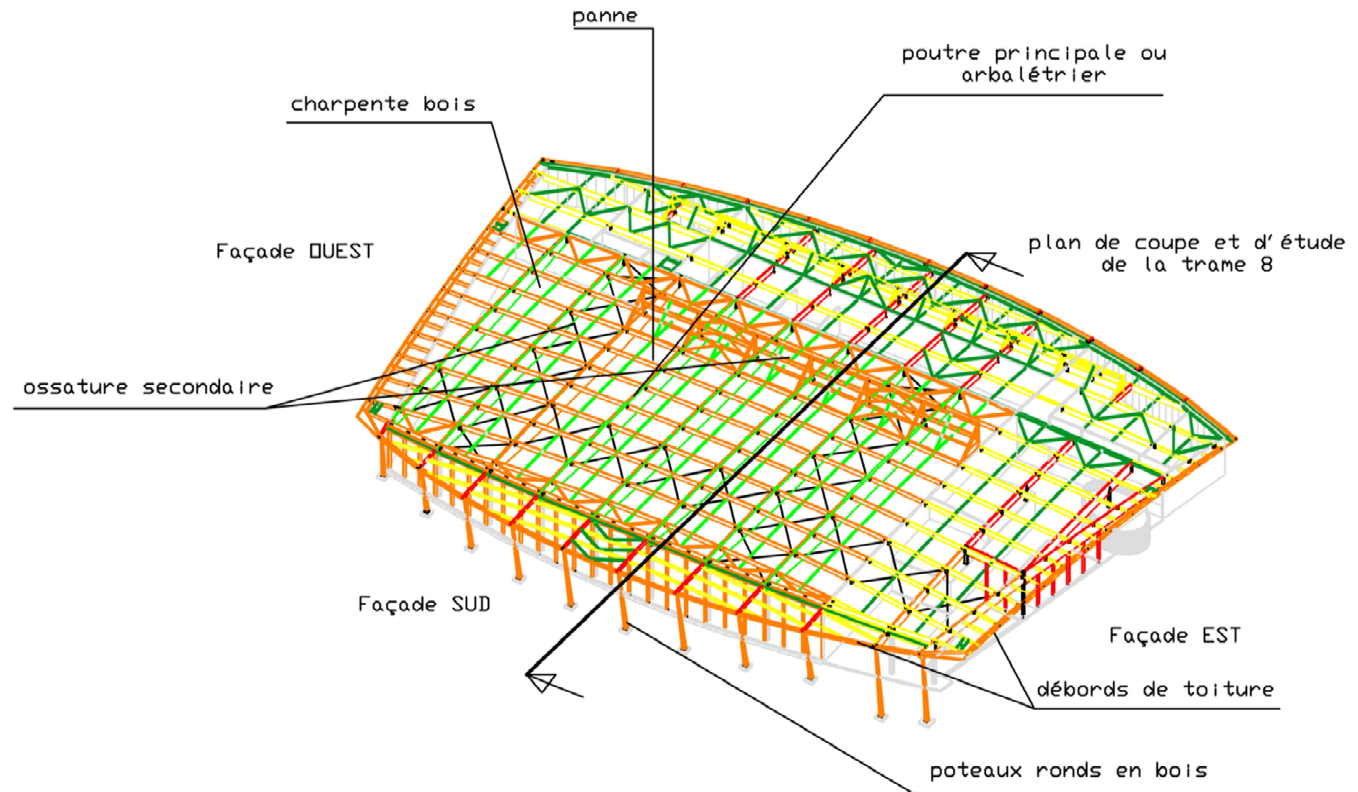 panne
poutre principale ou
arbalétrier
charpente bois
Façade OUEST
plan de coupe et d'étude
de la trame 8
ossature secondaire
Façade SUD
Façade EST
débords de toiture
poteaux ronds en bois